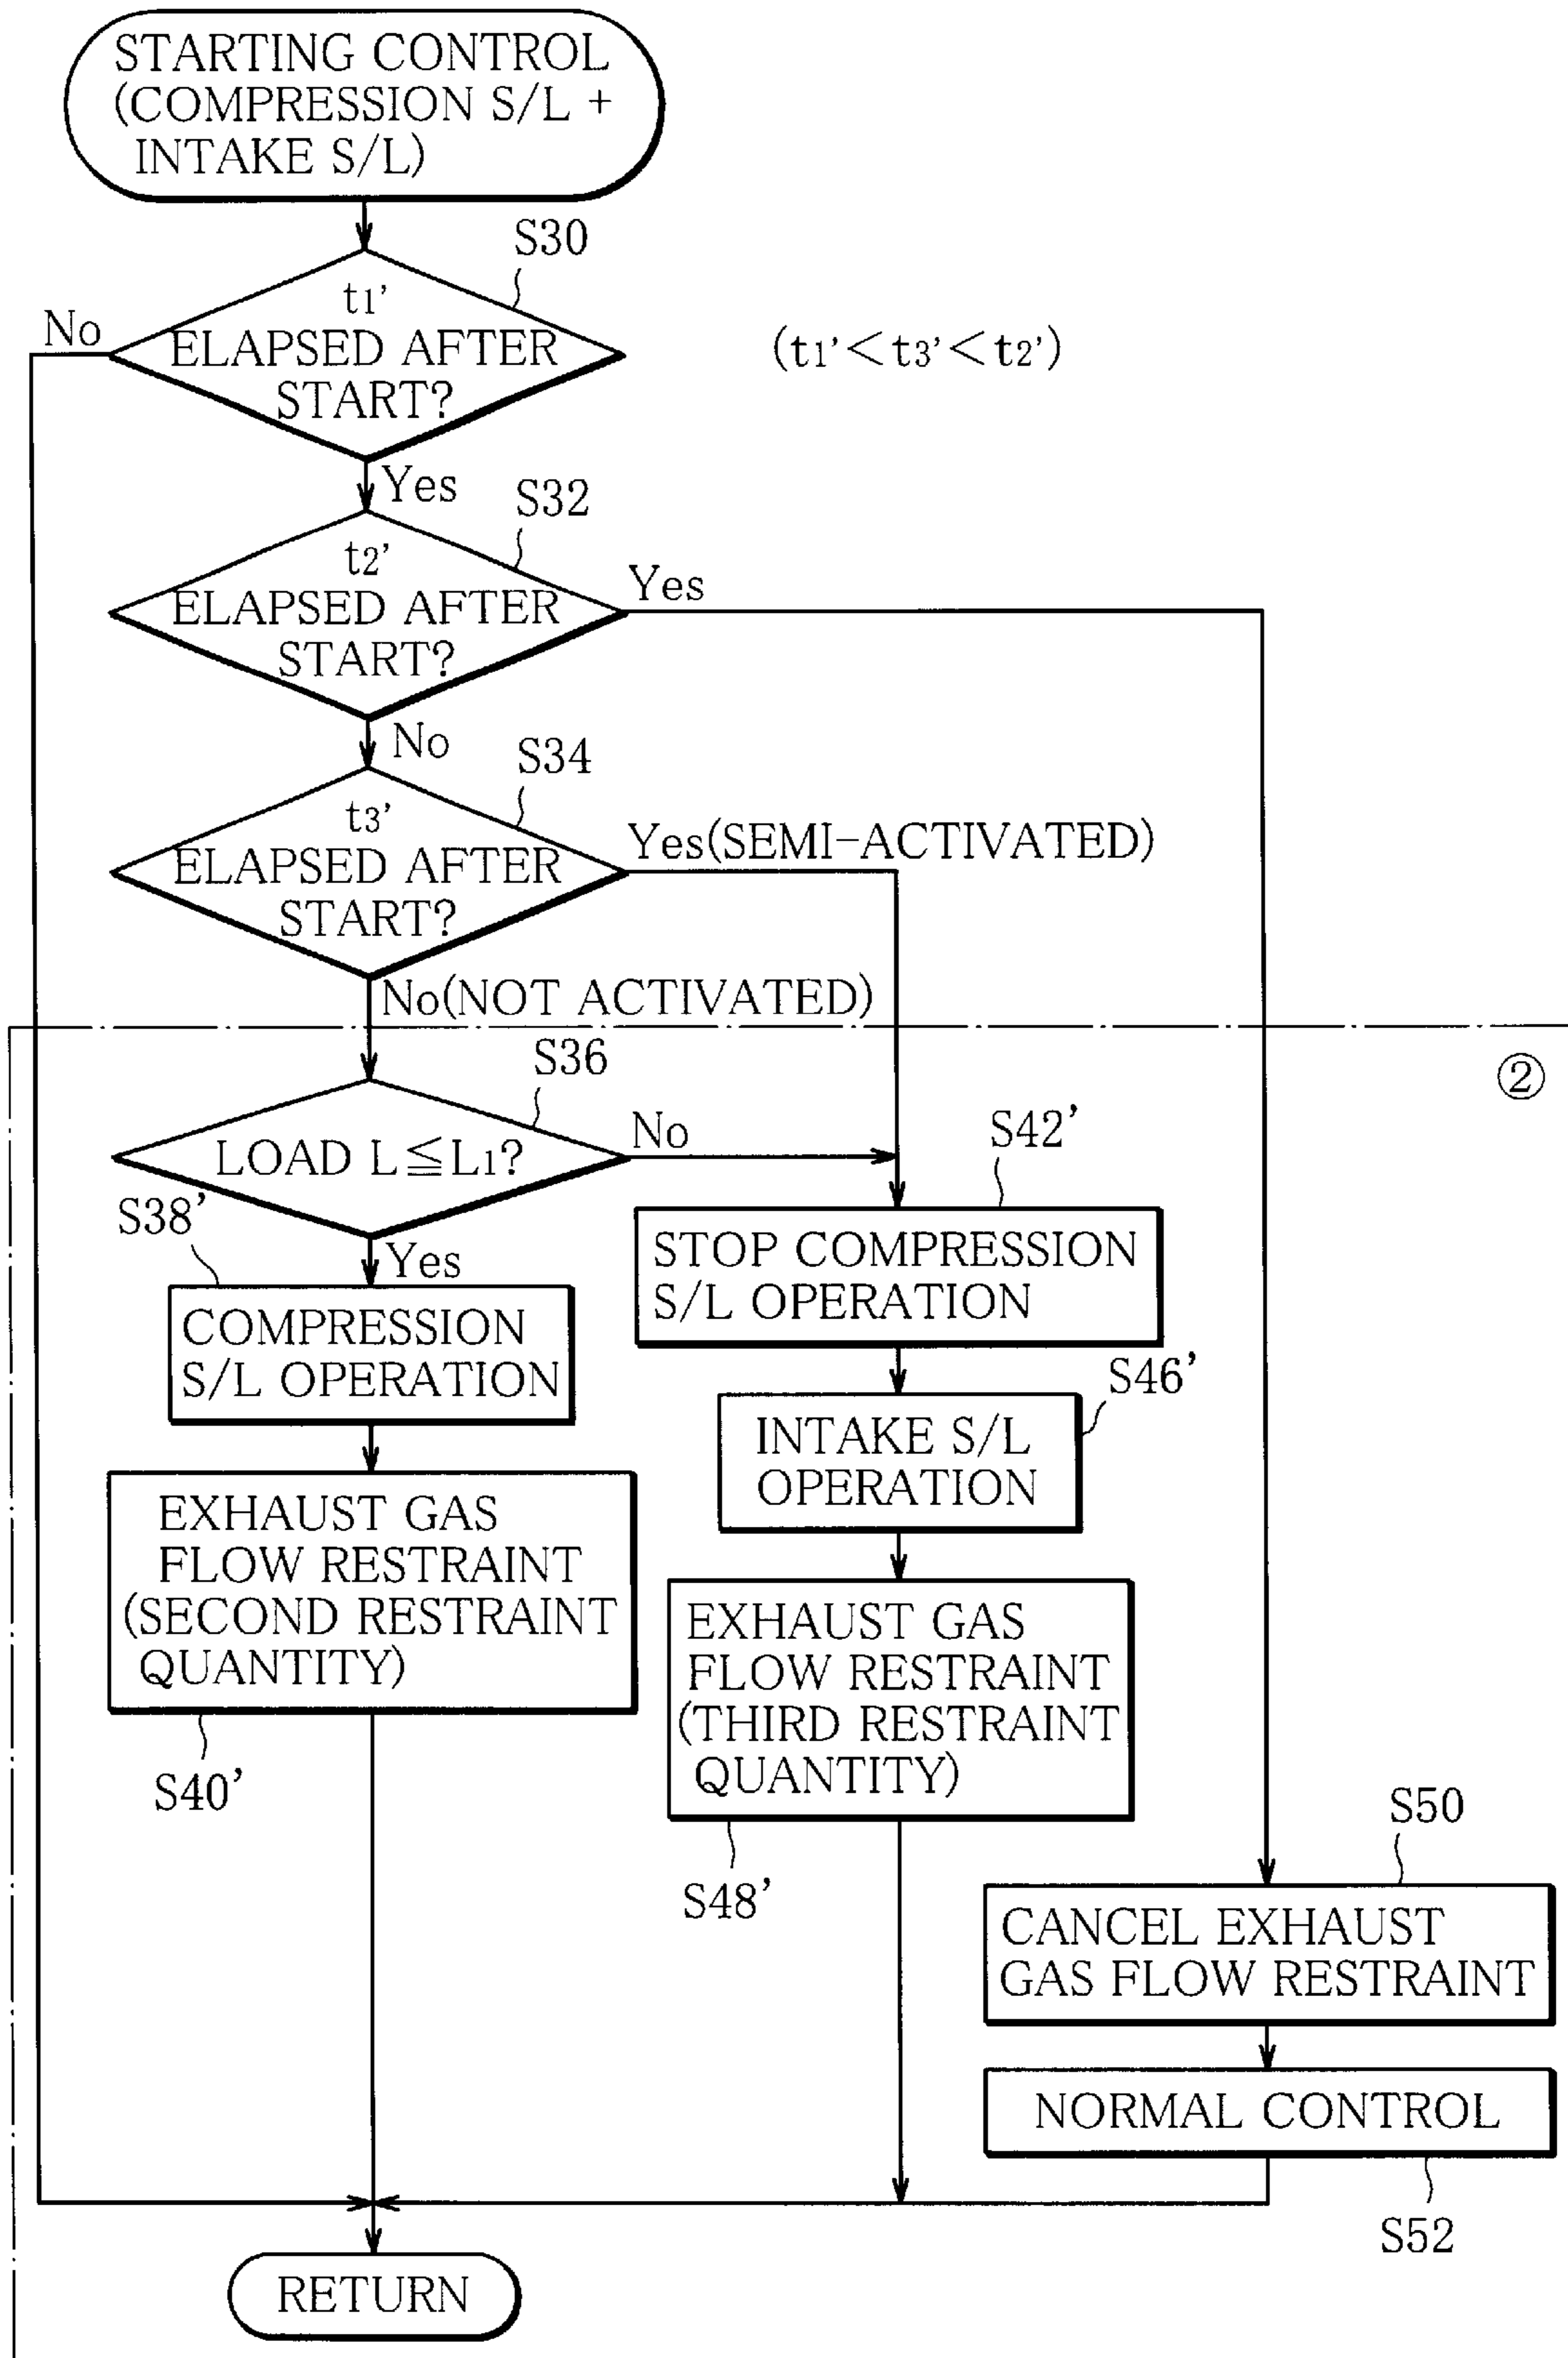 STARTING CONTROL
(COMPRESSION S/L +
INTAKE S/L)
S30
t1'
ELAPSED AFTER
START?
No
(t1'<t3'<t2')
Yes
S32
t2'
ELAPSED AFTER
START?
Yes
No
S34
t3'
ELAPSED AFTER
START?
Yes(SEMI-ACTIVATED)
No(NOT ACTIVATED)
②
S36
LOAD L≦L1?
No
S42'
S38'
Yes
STOP COMPRESSION
S/L OPERATION
COMPRESSION
S/L OPERATION
S46'
INTAKE S/L
OPERATION
EXHAUST GAS
FLOW RESTRAINT
(SECOND RESTRAINT
QUANTITY)
S40'
EXHAUST GAS
FLOW RESTRAINT
(THIRD RESTRAINT
QUANTITY)
S48'
S50
CANCEL EXHAUST
GAS FLOW RESTRAINT
NORMAL CONTROL
S52
RETURN